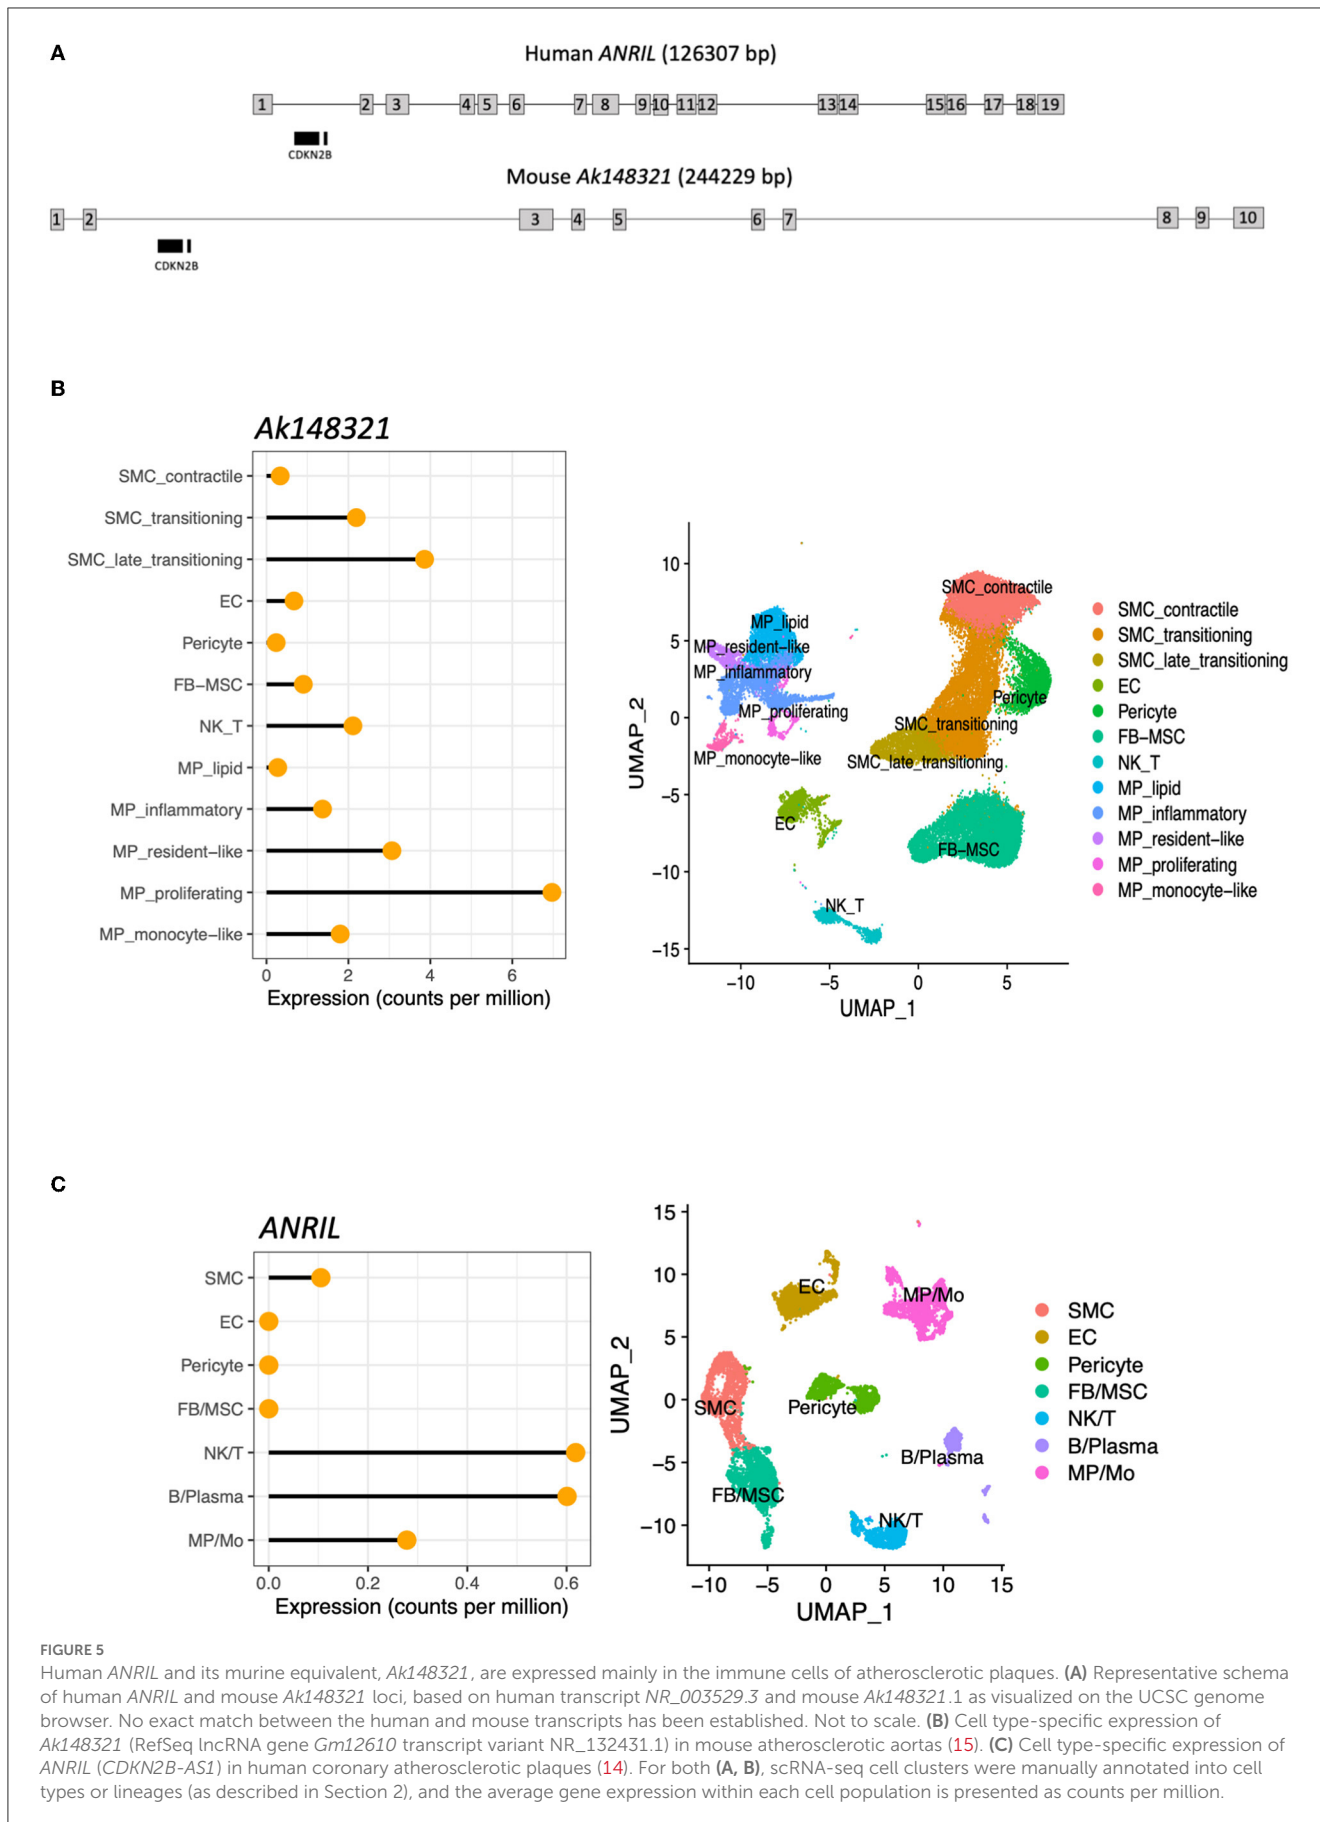 A
Human ANRIL (126307 bp)
1 2 3 4 5 6 7 8 9 10 11 12 13 14 15 16 17 18 19
CDKN2B
Mouse Ak148321 (244229 bp)
1 2 3 4 5 6 7 8 9 10
CDKN2B
B
Ak148321
SMC_contractile
SMC_transitioning
SMC_late_transitioning
EC
Pericyte
FB−MSC
NK_T
MP_lipid
MP_inflammatory
MP_resident−like
MP_proliferating
MP_monocyte−like
0 2 4 6
Expression (counts per million)
10
5
0
−5
−10
−15
UMAP_2
SMC_contractile
MP_lipid
MP_resident−like
MP_inflammatory
Pericyte
MP_proliferating
SMC_transitioning
MP_monocyte−like
SMC_late_transitioning
EC
FB−MSC
NK_T
−10 −5 0 5
UMAP_1
SMC_contractile
SMC_transitioning
SMC_late_transitioning
EC
Pericyte
FB−MSC
NK_T
MP_lipid
MP_inflammatory
MP_resident−like
MP_proliferating
MP_monocyte−like
C
ANRIL
SMC
EC
Pericyte
FB/MSC
NK/T
B/Plasma
MP/Mo
0.0 0.2 0.4 0.6
Expression (counts per million)
15
10
5
0
−5
−10
UMAP_2
EC
MP/Mo
SMC
Pericyte
B/Plasma
FB/MSC
NK/T
−10 −5 0 5 10 15
UMAP_1
SMC
EC
Pericyte
FB/MSC
NK/T
B/Plasma
MP/Mo
FIGURE 5
Human ANRIL and its murine equivalent, Ak148321, are expressed mainly in the immune cells of atherosclerotic plaques. (A) Representative schema
of human ANRIL and mouse Ak148321 loci, based on human transcript NR_003529.3 and mouse Ak148321.1 as visualized on the UCSC genome
browser. No exact match between the human and mouse transcripts has been established. Not to scale. (B) Cell type-specific expression of
Ak148321 (RefSeq lncRNA gene Gm12610 transcript variant NR_132431.1) in mouse atherosclerotic aortas (15). (C) Cell type-specific expression of
ANRIL (CDKN2B-AS1) in human coronary atherosclerotic plaques (14). For both (A, B), scRNA-seq cell clusters were manually annotated into cell
types or lineages (as described in Section 2), and the average gene expression within each cell population is presented as counts per million.